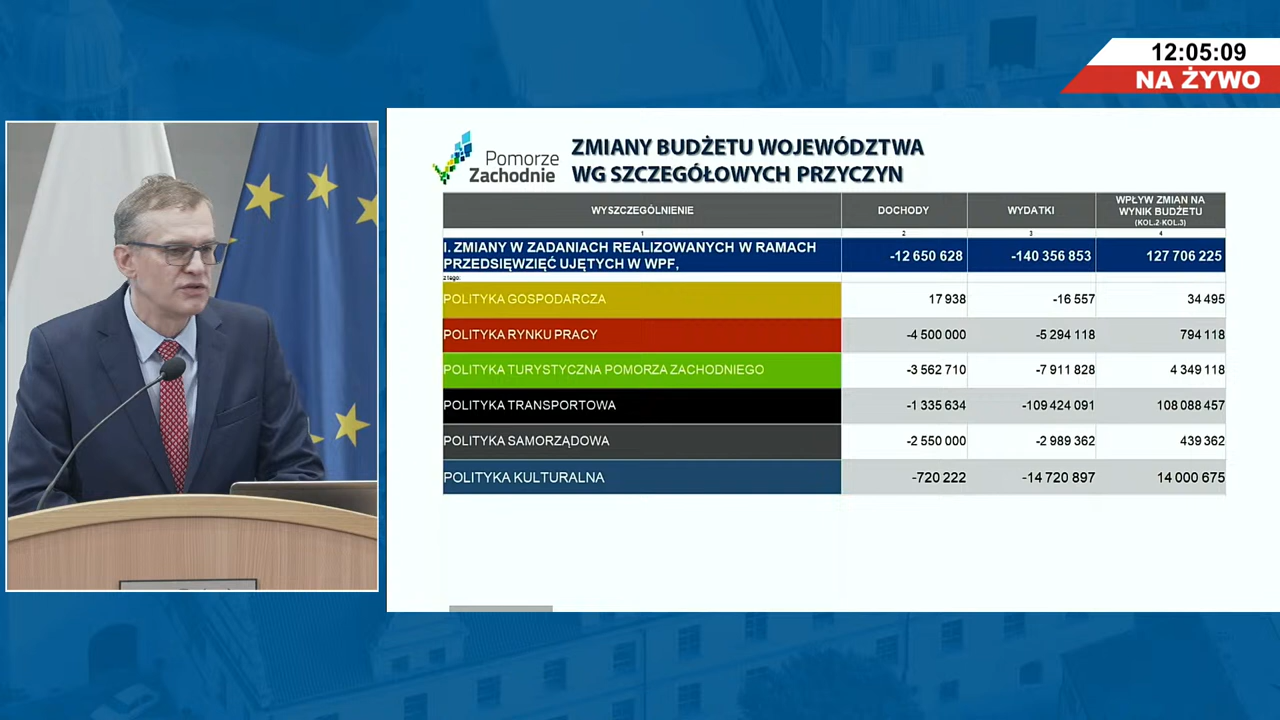 12:05:09
NA ŻYWO
Pomorze
Zachodnie
ZMIANY BUDŻETU WOJEWÓDZTWA
WG SZCZEGÓŁOWYCH PRZYCZYN
WYSZCZEGÓLNIENIE DOCHODY WYDATKI WPŁYW ZMIAN NA
WYNIK BUDŻETU
(KOL.2-KOL.3)
1 2 3 4
I. ZMIANY W ZADANIACH REALIZOWANYCH W RAMACH
PRZEDSIĘWZIĘĆ UJĘTYCH W WPF, -12 650 628 -140 356 853 127 706 225
z tego:
POLITYKA GOSPODARCZA 17 938 -16 557 34 495
POLITYKA RYNKU PRACY -4 500 000 -5 294 118 794 118
POLITYKA TURYSTYCZNA POMORZA ZACHODNIEGO -3 562 710 -7 911 828 4 349 118
POLITYKA TRANSPORTOWA -1 335 634 -109 424 091 108 088 457
POLITYKA SAMORZĄDOWA -2 550 000 -2 989 362 439 362
POLITYKA KULTURALNA -720 222 -14 720 897 14 000 675